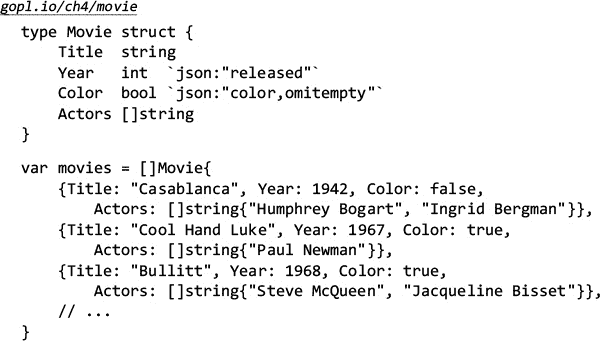 gopl.io/ch4/movie
type Movie struct {
    Title  string
    Year   int  `json:"released"`
    Color  bool `json:"color,omitempty"`
    Actors []string
}
var movies = []Movie{
    {Title: "Casablanca", Year: 1942, Color: false,
        Actors: []string{"Humphrey Bogart", "Ingrid Bergman"}},
    {Title: "Cool Hand Luke", Year: 1967, Color: true,
        Actors: []string{"Paul Newman"}},
    {Title: "Bullitt", Year: 1968, Color: true,
        Actors: []string{"Steve McQueen", "Jacqueline Bisset"}},
    // ...
}